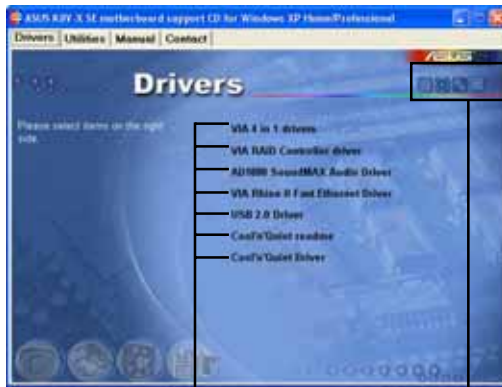 ASUS K8V-X SE motherboard support CD for Windows XP Home/Professional
Drivers Utilities Manual Contact
Drivers
Please select items on the right
side.
VIA 4 in 1 drivers
VIA RAID Controller driver
AD1888 SoundMAX Audio Driver
VIA Rhine II Fast Ethernet Driver
USB 2.0 Driver
Cool'n'Quiet readme
Cool'n'Quiet Driver